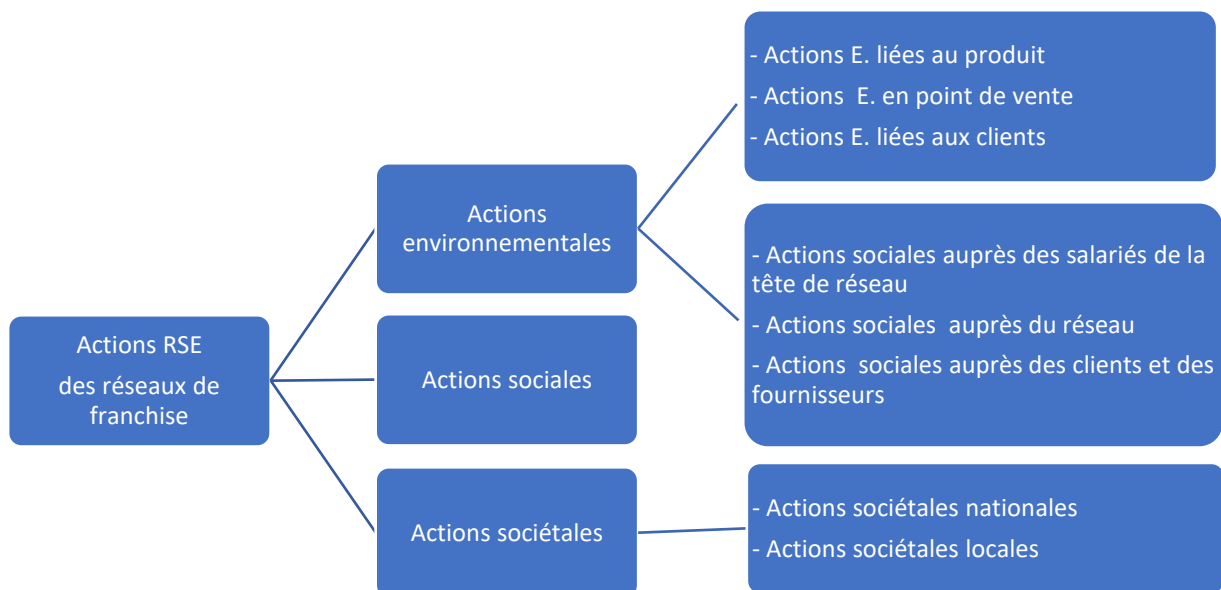 Actions RSE
des réseaux de
franchise
Actions
environnementales
Actions sociales
Actions sociétales
- Actions E. liées au produit
- Actions  E. en point de vente
- Actions E. liées aux clients
- Actions sociales auprès des salariés de la
tête de réseau
- Actions sociales  auprès du réseau
- Actions  sociales auprès des clients et des
fournisseurs
- Actions sociétales nationales
- Actions sociétales locales